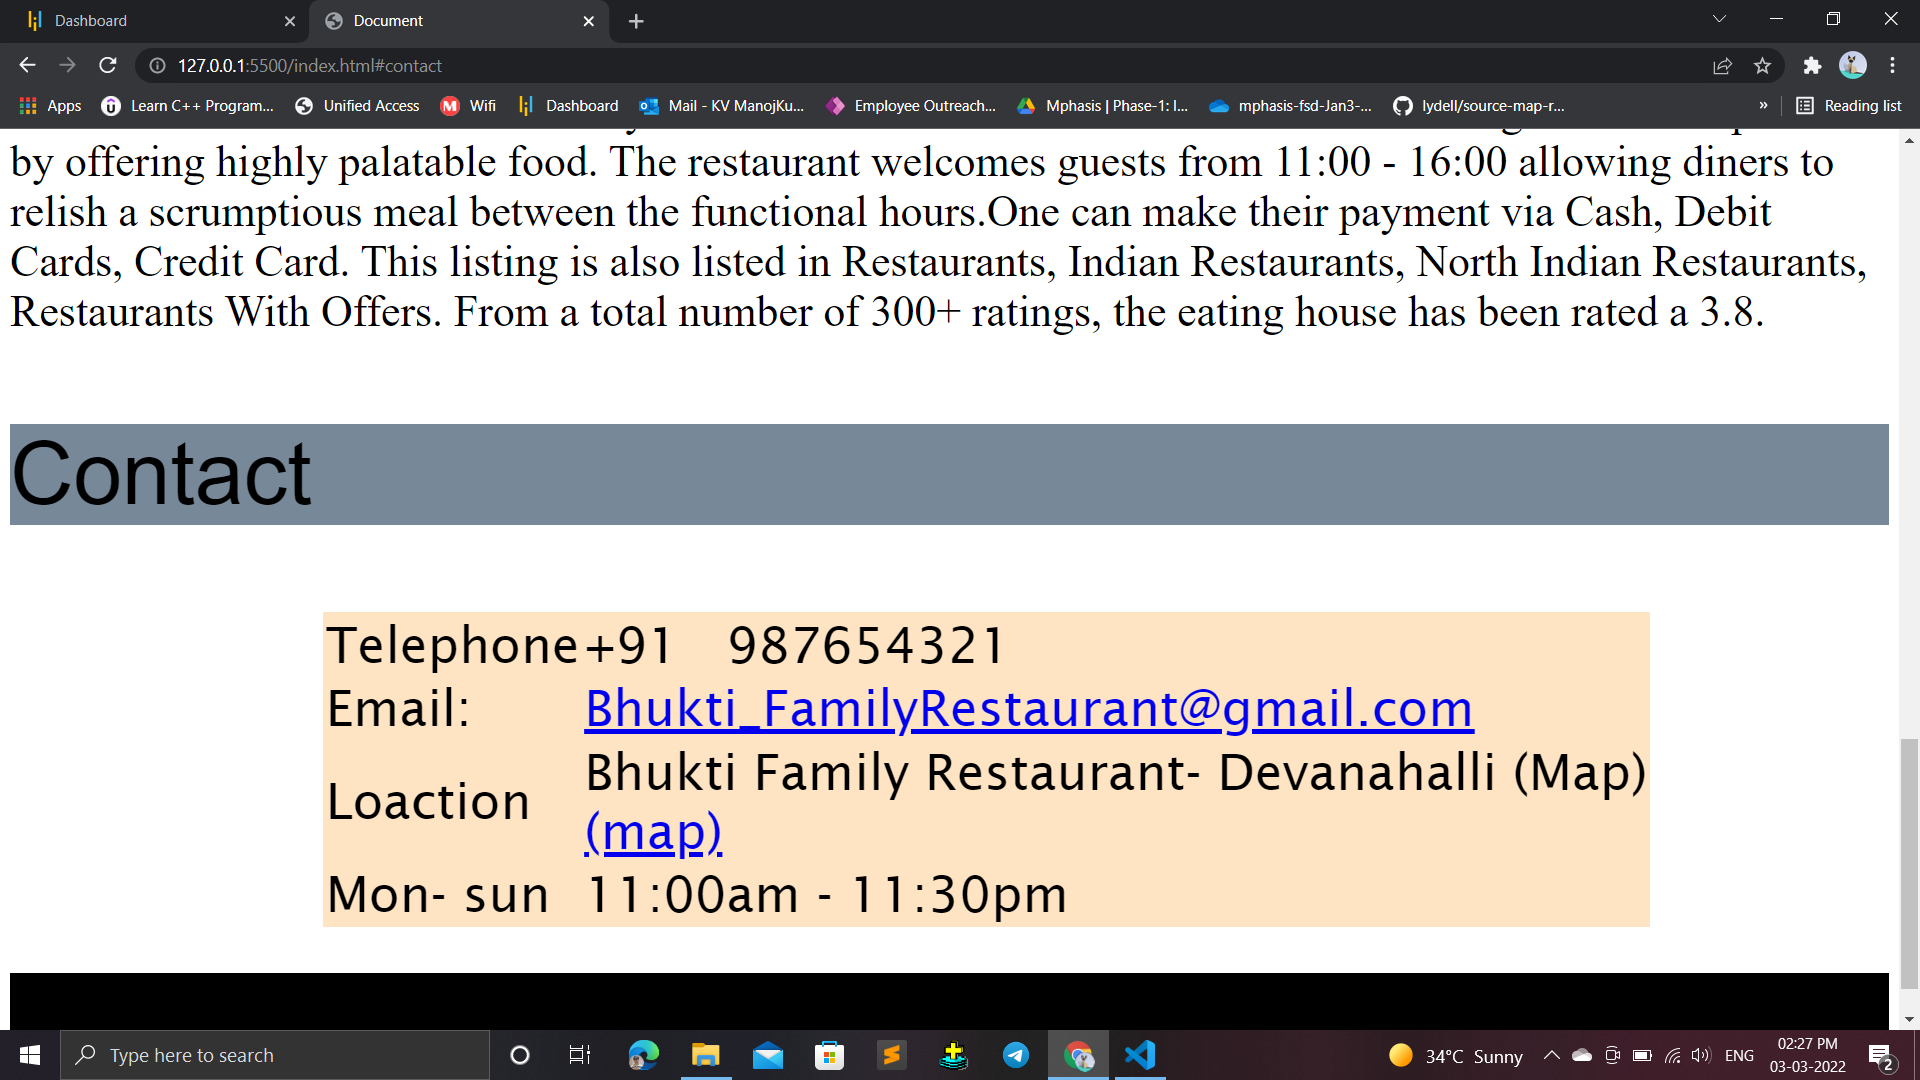 Dashboard
Document
127.0.0.1:5500/index.html#contact
Apps
Learn C++ Program...
Unified Access
Wifi
Dashboard
Mail - KV ManojKu...
Employee Outreach...
Mphasis | Phase-1: I...
mphasis-fsd-Jan3-...
lydell/source-map-r...
»
Reading list
by offering highly palatable food. The restaurant welcomes guests from 11:00 - 16:00 allowing diners to
relish a scrumptious meal between the functional hours.One can make their payment via Cash, Debit
Cards, Credit Card. This listing is also listed in Restaurants, Indian Restaurants, North Indian Restaurants,
Restaurants With Offers. From a total number of 300+ ratings, the eating house has been rated a 3.8.
Contact
Telephone +91 987654321
Email: Bhukti_FamilyRestaurant@gmail.com
Loaction Bhukti Family Restaurant- Devanahalli (Map)
(map)
Mon- sun 11:00am - 11:30pm
Type here to search
34°C Sunny
ENG
02:27 PM
03-03-2022
2